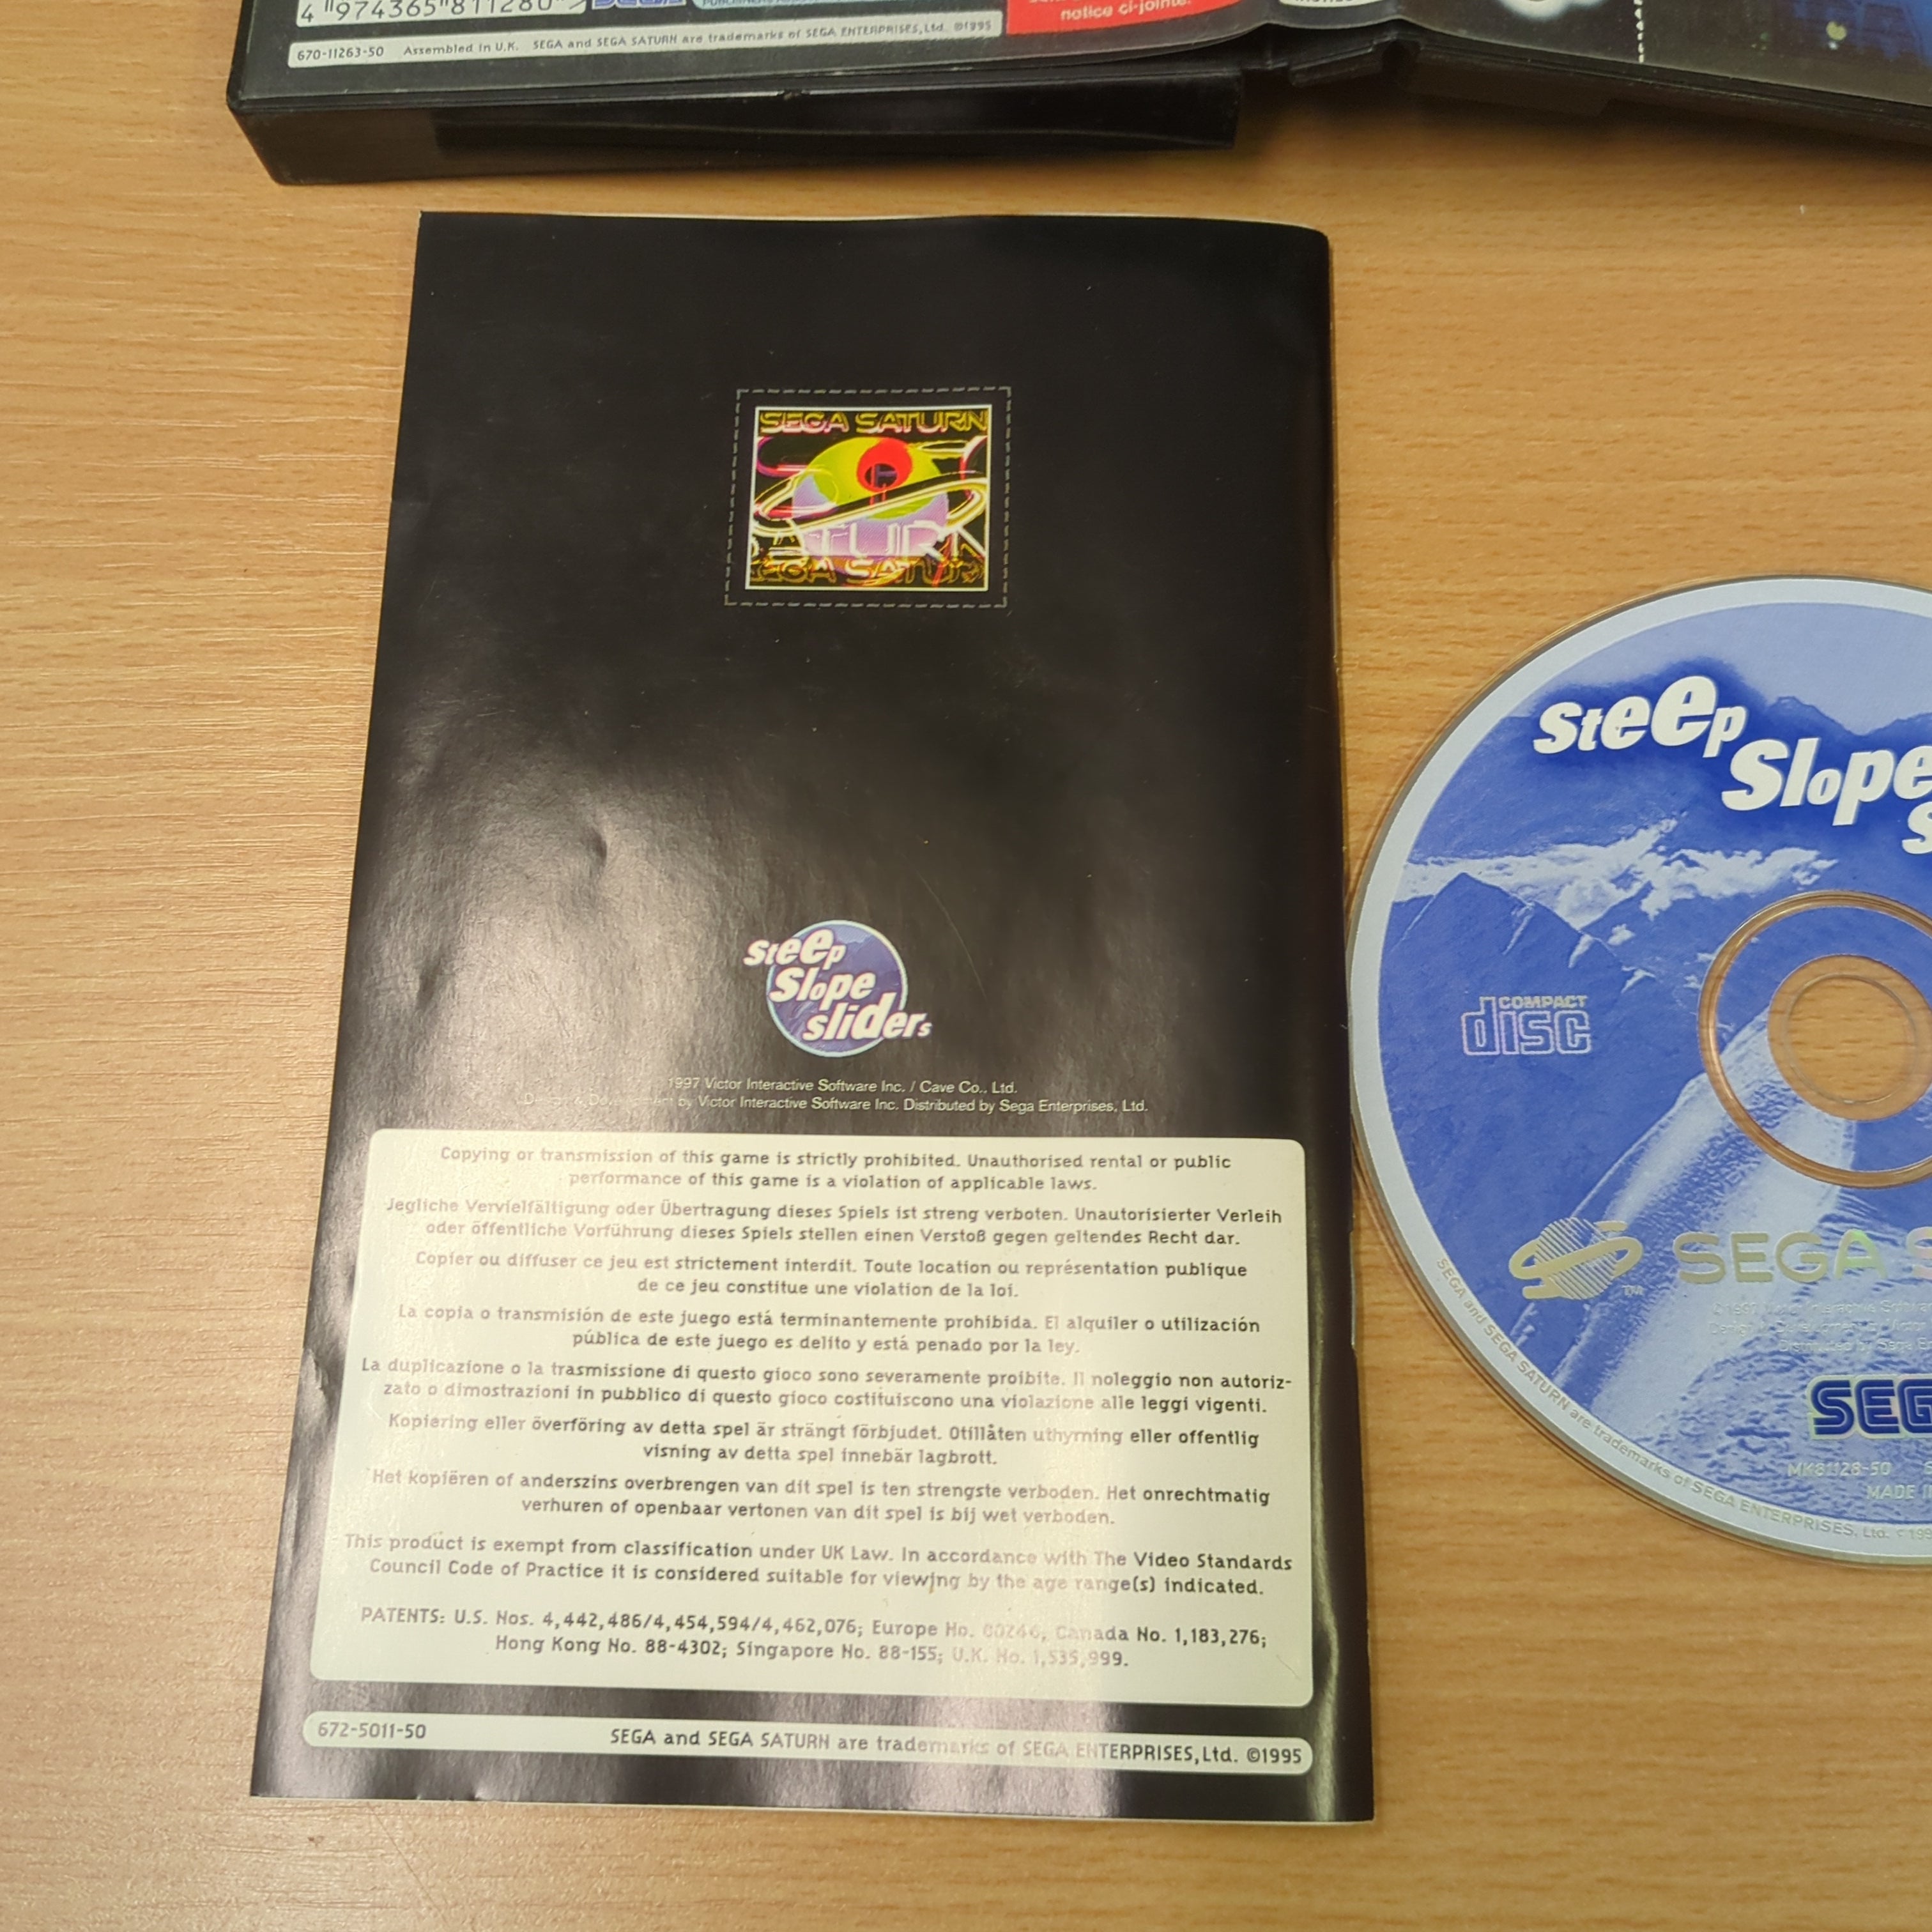 4 974365 811280 >
SEGA
notice ci-jointe.
670-11263-50 Assembled in U.K. SEGA and SEGA SATURN are trademarks of SEGA ENTERPRISES, Ltd. ©1995
SEGA SATURN
SATURN
SEGA SATURN
Steep
Slope
sliders
1997 Victor Interactive Software Inc. / Cave Co., Ltd.
by Victor Interactive Software Inc. Distributed by Sega Enterprises, Ltd.
Copying or transmission of this game is strictly prohibited. Unauthorised rental or public
performance of this game is a violation of applicable laws.
Jegliche Vervielfältigung oder Übertragung dieses Spiels ist streng verboten. Unautorisierter Verleih
oder öffentliche Vorführung dieses Spiels stellen einen Verstoß gegen geltendes Recht dar.
Copier ou diffuser ce jeu est strictement interdit. Toute location ou représentation publique
de ce jeu constitue une violation de la loi.
La copia o transmisión de este juego está terminantemente prohibida. El alquiler o utilización
pública de este juego es delito y está penado por la ley.
La duplicazione o la trasmissione di questo gioco sono severamente proibite. Il noleggio non autoriz-
zato o dimostrazioni in pubblico di questo gioco costituiscono una violazione alle leggi vigenti.
Kopiering eller överföring av detta spel är strängt förbjudet. Otillåten uthyrning eller offentlig
visning av detta spel innebär lagbrott.
Het kopiëren of anderszins overbrengen van dit spel is ten strengste verboden. Het onrechtmatig
verhuren of openbaar vertonen van dit spel is bij wet verboden.
This product is exempt from classification under UK Law. In accordance with The Video Standards
Council Code of Practice it is considered suitable for viewing by the age range(s) indicated.
PATENTS: U.S. Nos. 4,442,486/4,454,594/4,462,076; Europe No. 80244; Canada No. 1,183,276;
Hong Kong No. 88-4302; Singapore No. 88-155; U.K. No. 1,535,999.
672-5011-50 SEGA and SEGA SATURN are trademarks of SEGA ENTERPRISES, Ltd. ©1995
Steep
Slope
COMPACT
disc
SEGA
TM
SEG
MK81128-50
MADE
SEGA and SEGA SATURN are trademarks of SEGA ENTERPRISES, Ltd.